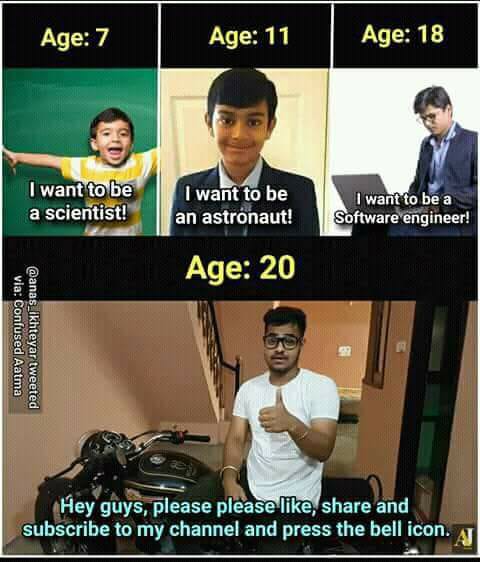 Age: 7
Age: 11
Age: 18
I want to be
a scientist!
I want to be
an astronaut!
I want to be a
Software engineer!
Age: 20
@anas_ikhteyar tweeted
via: Confused Aatma
Hey guys, please please like, share and
subscribe to my channel and press the bell icon.
AJ